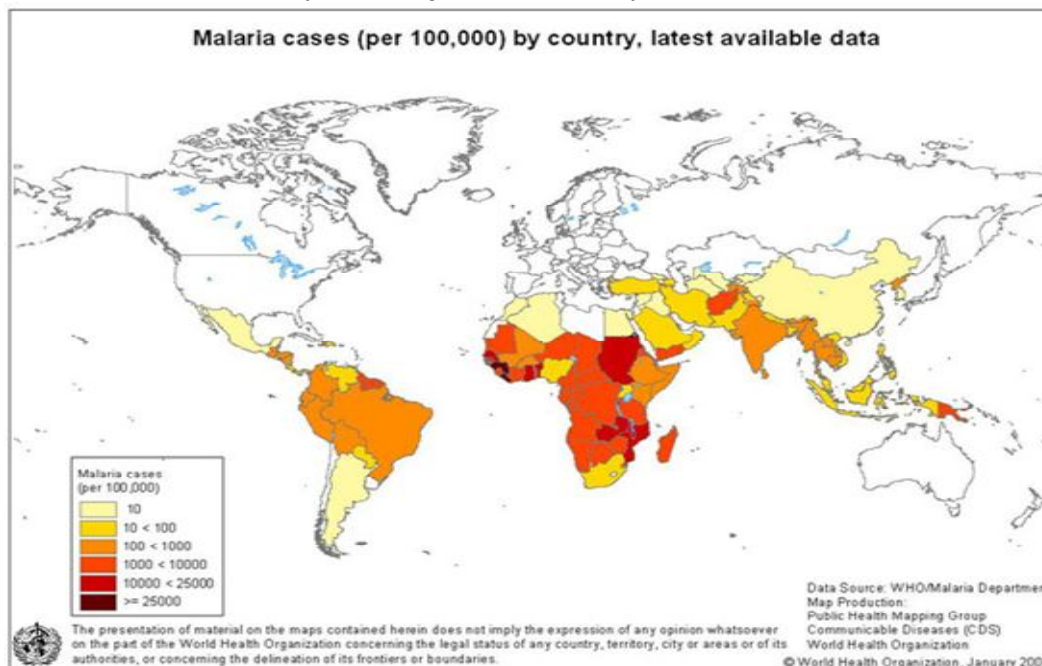 Malaria cases (per 100,000) by country, latest available data
Malaria cases
(per 100,000)
10
10 < 100
100 < 1000
1000 < 10000
10000 < 25000
>= 25000
The presentation of material on the maps contained herein does not imply the expression of any opinion whatsoever
on the part of the World Health Organization concerning the legal status of any country, territory, city or areas or of its
authorities, or concerning the delineation of its frontiers or boundaries.
Data Source: WHO/Malaria Departmen
Map Production:
Public Health Mapping Group
Communicable Diseases (CDS)
World Health Organization
© World Health Organization, January 200